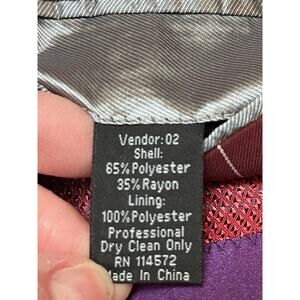 Vendor:02
Shell:
65%Polyester
35%Rayon
Lining:
100%Polyester
Professional
Dry Clean Only
RN 114572
Made In China